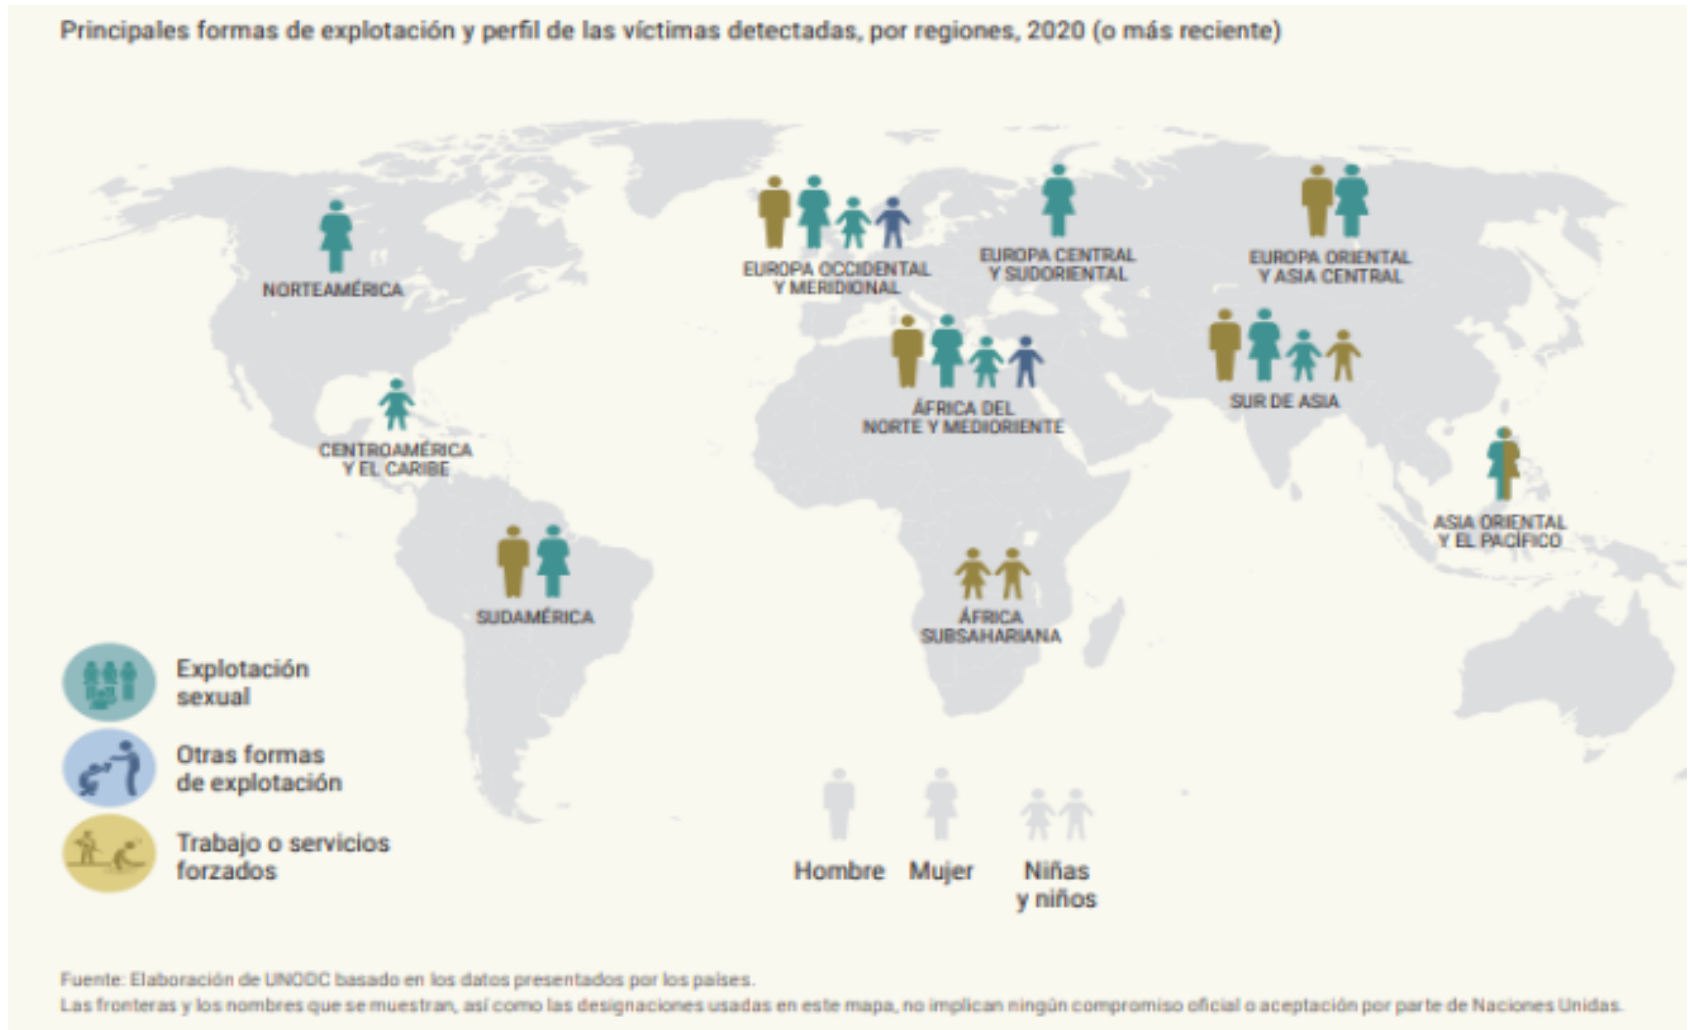 Principales formas de explotación y perfil de las víctimas detectadas, por regiones, 2020 (o más reciente)
NORTEAMÉRICA
EUROPA OCCIDENTAL
Y MERIDIONAL
EUROPA CENTRAL
Y SUDORIENTAL
EUROPA ORIENTAL
Y ASIA CENTRAL
CENTROAMÉRICA
Y EL CARIBE
ÁFRICA DEL
NORTE Y MEDIORIENTE
SUR DE ASIA
ASIA ORIENTAL
Y EL PACÍFICO
SUDAMÉRICA
ÁFRICA
SUBSAHARIANA
Explotación
sexual
Otras formas
de explotación
Trabajo o servicios
forzados
Hombre
Mujer
Niñas
y niños
Fuente: Elaboración de UNODC basado en los datos presentados por los países.
Las fronteras y los nombres que se muestran, así como las designaciones usadas en este mapa, no implican ningún compromiso oficial o aceptación por parte de Naciones Unidas.